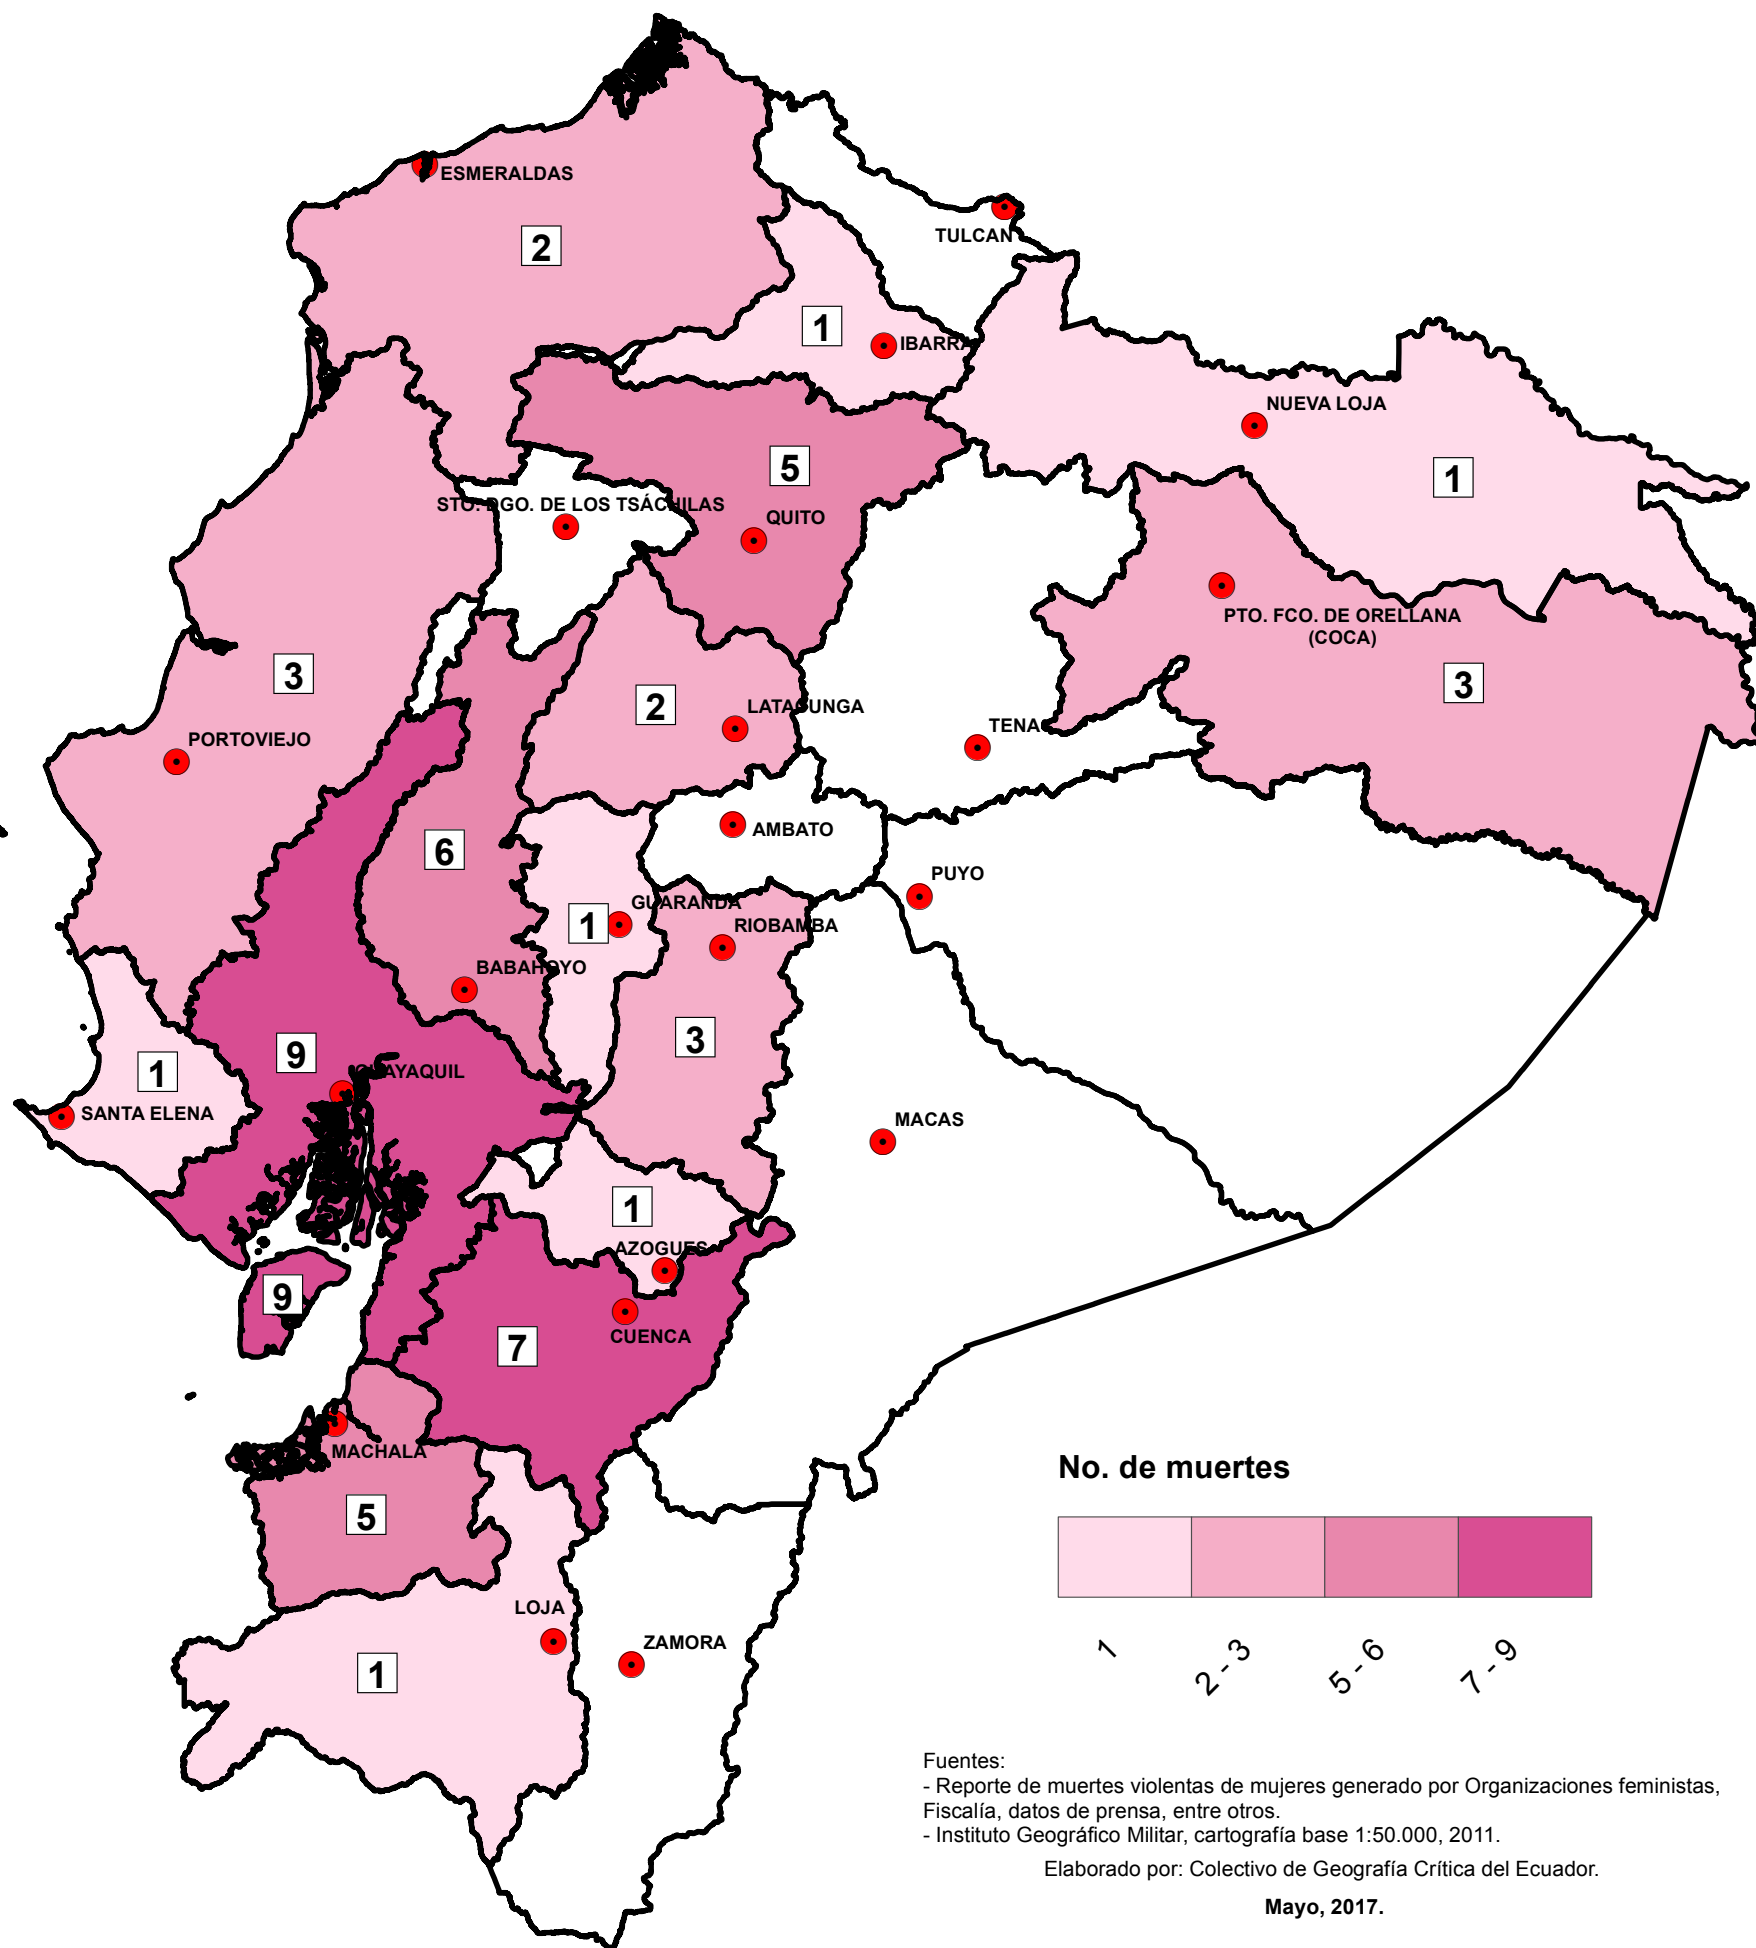 ESMERALDAS
2
TULCAN
1
IBARRA
NUEVA LOJA
5
1
STO. DGO. DE LOS TSÁCHILAS
QUITO
PTO. FCO. DE ORELLANA
(COCA)
3
3
2
LATACUNGA
TENA
PORTOVIEJO
AMBATO
6
PUYO
GUARANDA
1
RIOBAMBA
BABAHOYO
3
9
GUAYAQUIL
1
SANTA ELENA
MACAS
1
AZOGUES
9
CUENCA
7
MACHALA
5
LOJA
ZAMORA
1
No. de muertes
1
2 - 3
5 - 6
7 - 9
Fuentes:
- Reporte de muertes violentas de mujeres generado por Organizaciones feministas,
Fiscalía, datos de prensa, entre otros.
- Instituto Geográfico Militar, cartografía base 1:50.000, 2011.
Elaborado por: Colectivo de Geografía Crítica del Ecuador.
Mayo, 2017.